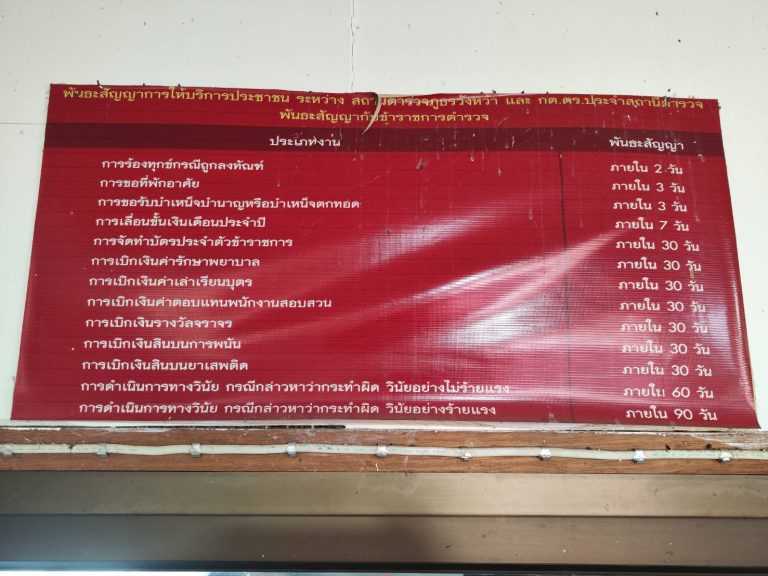 พันธะสัญญาการให้บริการประชาชน ระหว่าง สถานีตำรวจภูธรวังหว้า และ กต.ตร.ประจำสถานีตำรวจ
พันธะสัญญากับข้าราชการตำรวจ
ประเภทงาน พันธะสัญญา
การร้องทุกข์กรณีถูกลงทัณฑ์ ภายใน 2 วัน
การขอที่พักอาศัย ภายใน 3 วัน
การขอรับบำเหน็จบำนาญหรือบำเหน็จตกทอด ภายใน 3 วัน
การเลื่อนขั้นเงินเดือนประจำปี ภายใน 7 วัน
การจัดทำบัตรประจำตัวข้าราชการ ภายใน 30 วัน
การเบิกเงินค่ารักษาพยาบาล ภายใน 30 วัน
การเบิกเงินค่าเล่าเรียนบุตร ภายใน 30 วัน
การเบิกเงินค่าตอบแทนพนักงานสอบสวน ภายใน 30 วัน
การเบิกเงินรางวัลจราจร ภายใน 30 วัน
การเบิกเงินสินบนการพนัน ภายใน 30 วัน
การเบิกเงินสินบนยาเสพติด ภายใน 30 วัน
การดำเนินการทางวินัย กรณีกล่าวหาว่ากระทำผิด วินัยอย่างไม่ร้ายแรง ภายใน 60 วัน
การดำเนินการทางวินัย กรณีกล่าวหาว่ากระทำผิด วินัยอย่างร้ายแรง ภายใน 90 วัน